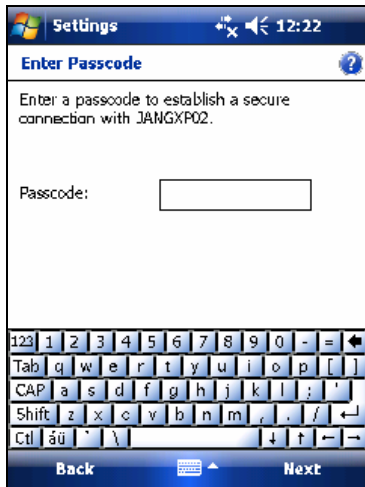 Settings 12:22
Enter Passcode ?
Enter a passcode to establish a secure
connection with JANGXP02.
Passcode:
123 1 2 3 4 5 6 7 8 9 0 - =
Tab q w e r t y u i o p [ ]
CAP a s d f g h j k l ; '
Shift z x c v b n m , . /
Ctl áü ` \
Back Next